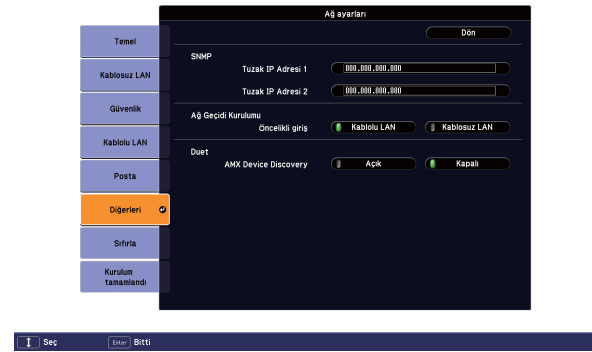 Ağ ayarları
Dön
Temel
Kablosuz LAN
Güvenlik
Kablolu LAN
Posta
Diğerleri
Sıfırla
Kurulum
tamamlandı
SNMP
Tuzak IP Adresi 1 000.000.000.000
Tuzak IP Adresi 2 000.000.000.000
Ağ Geçidi Kurulumu
Öncelikli giriş Kablolu LAN Kablosuz LAN
Duet
AMX Device Discovery Açık Kapalı
Seç Enter Bitti